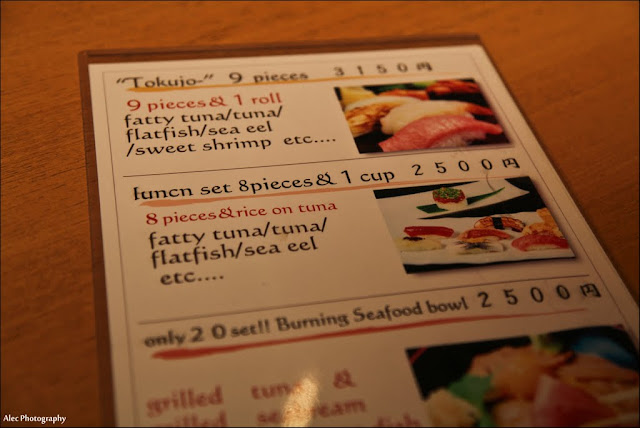 "Tokujo-" 9 pieces 3150円
9 pieces & 1 roll
fatty tuna/tuna/
flatfish/sea eel
/sweet shrimp etc....
luncn set 8pieces & 1 cup 2500円
8 pieces & rice on tuna
fatty tuna/tuna/
flatfish/sea eel
etc....
only 20 set!! Burning Seafood bowl 2500円
grilled tuna &
grilled sea bream
Alec Photography